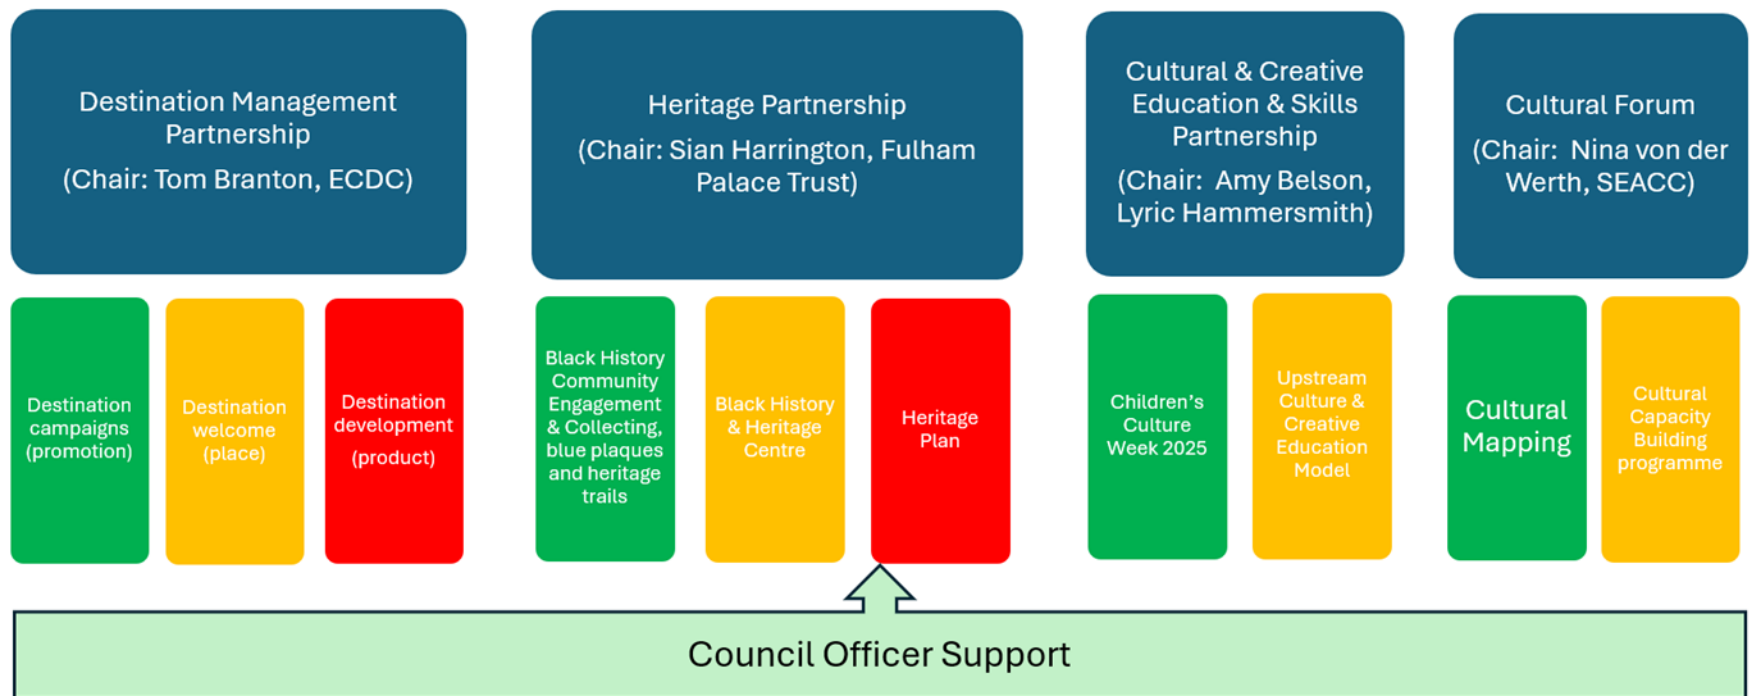 Destination Management
Partnership
(Chair: Tom Branton, ECDC)
Heritage Partnership
(Chair: Sian Harrington, Fulham
Palace Trust)
Cultural & Creative
Education & Skills
Partnership
(Chair:  Amy Belson,
Lyric Hammersmith)
Cultural Forum
(Chair:  Nina von der
Werth, SEACC)
Destination
campaigns
(promotion)
Destination
welcome
(place)
Destination
development
(product)
Black History
Community
Engagement
& Collecting,
blue plaques
and heritage
trails
Black History
& Heritage
Centre
Heritage
Plan
Children’s
Culture
Week 2025
Upstream
Culture &
Creative
Education
Model
Cultural
Mapping
Cultural
Capacity
Building
programme
Council Officer Support